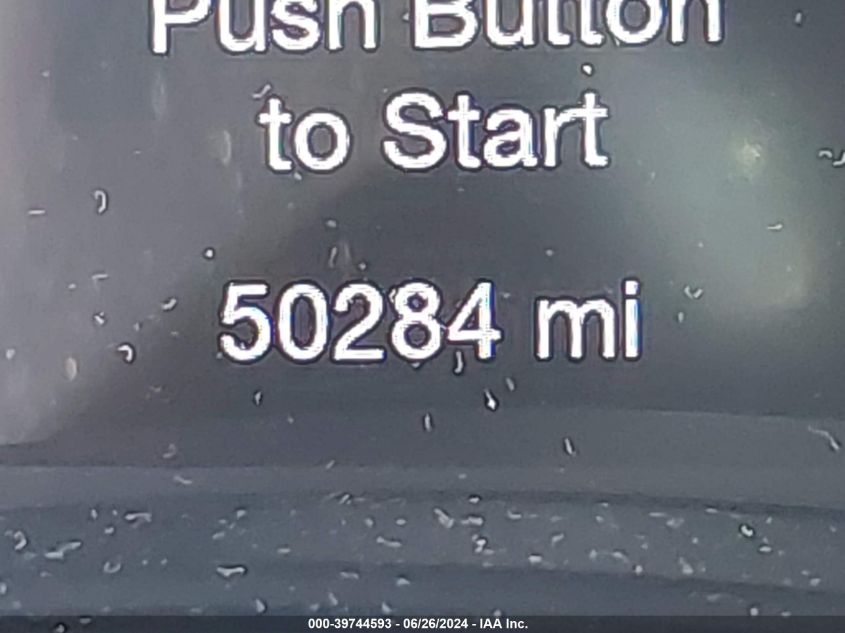 Push Button
to Start
50284 mi
000-39744593 - 06/26/2024 - IAA Inc.